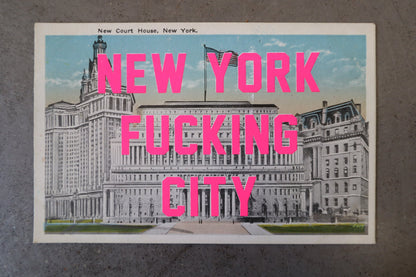 New Court House, New York.
NEW YORK
FUCKING
CITY